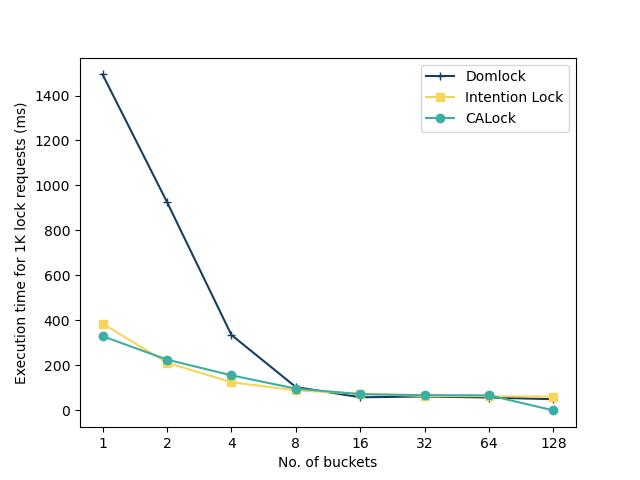 Domlock
Intention Lock
CALock
Execution time for 1K lock requests (ms)
1400
1200
1000
800
600
400
200
0
1 2 4 8 16 32 64 128
No. of buckets